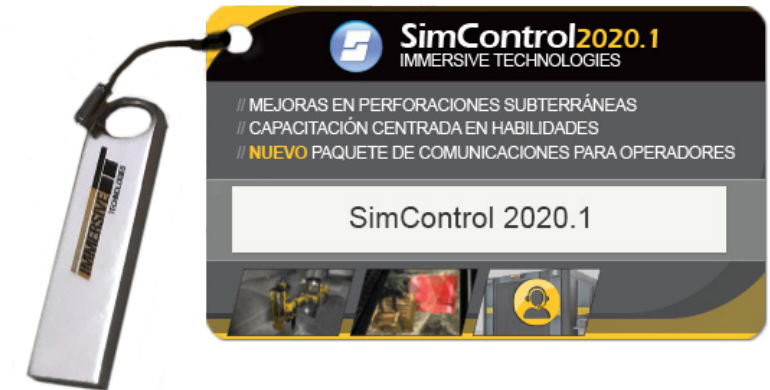 SimControl2020.1
IMMERSIVE TECHNOLOGIES
// MEJORAS EN PERFORACIONES SUBTERRÁNEAS
// CAPACITACIÓN CENTRADA EN HABILIDADES
// NUEVO PAQUETE DE COMUNICACIONES PARA OPERADORES
SimControl 2020.1
IMMERSIVE
TECHNOLOGIES